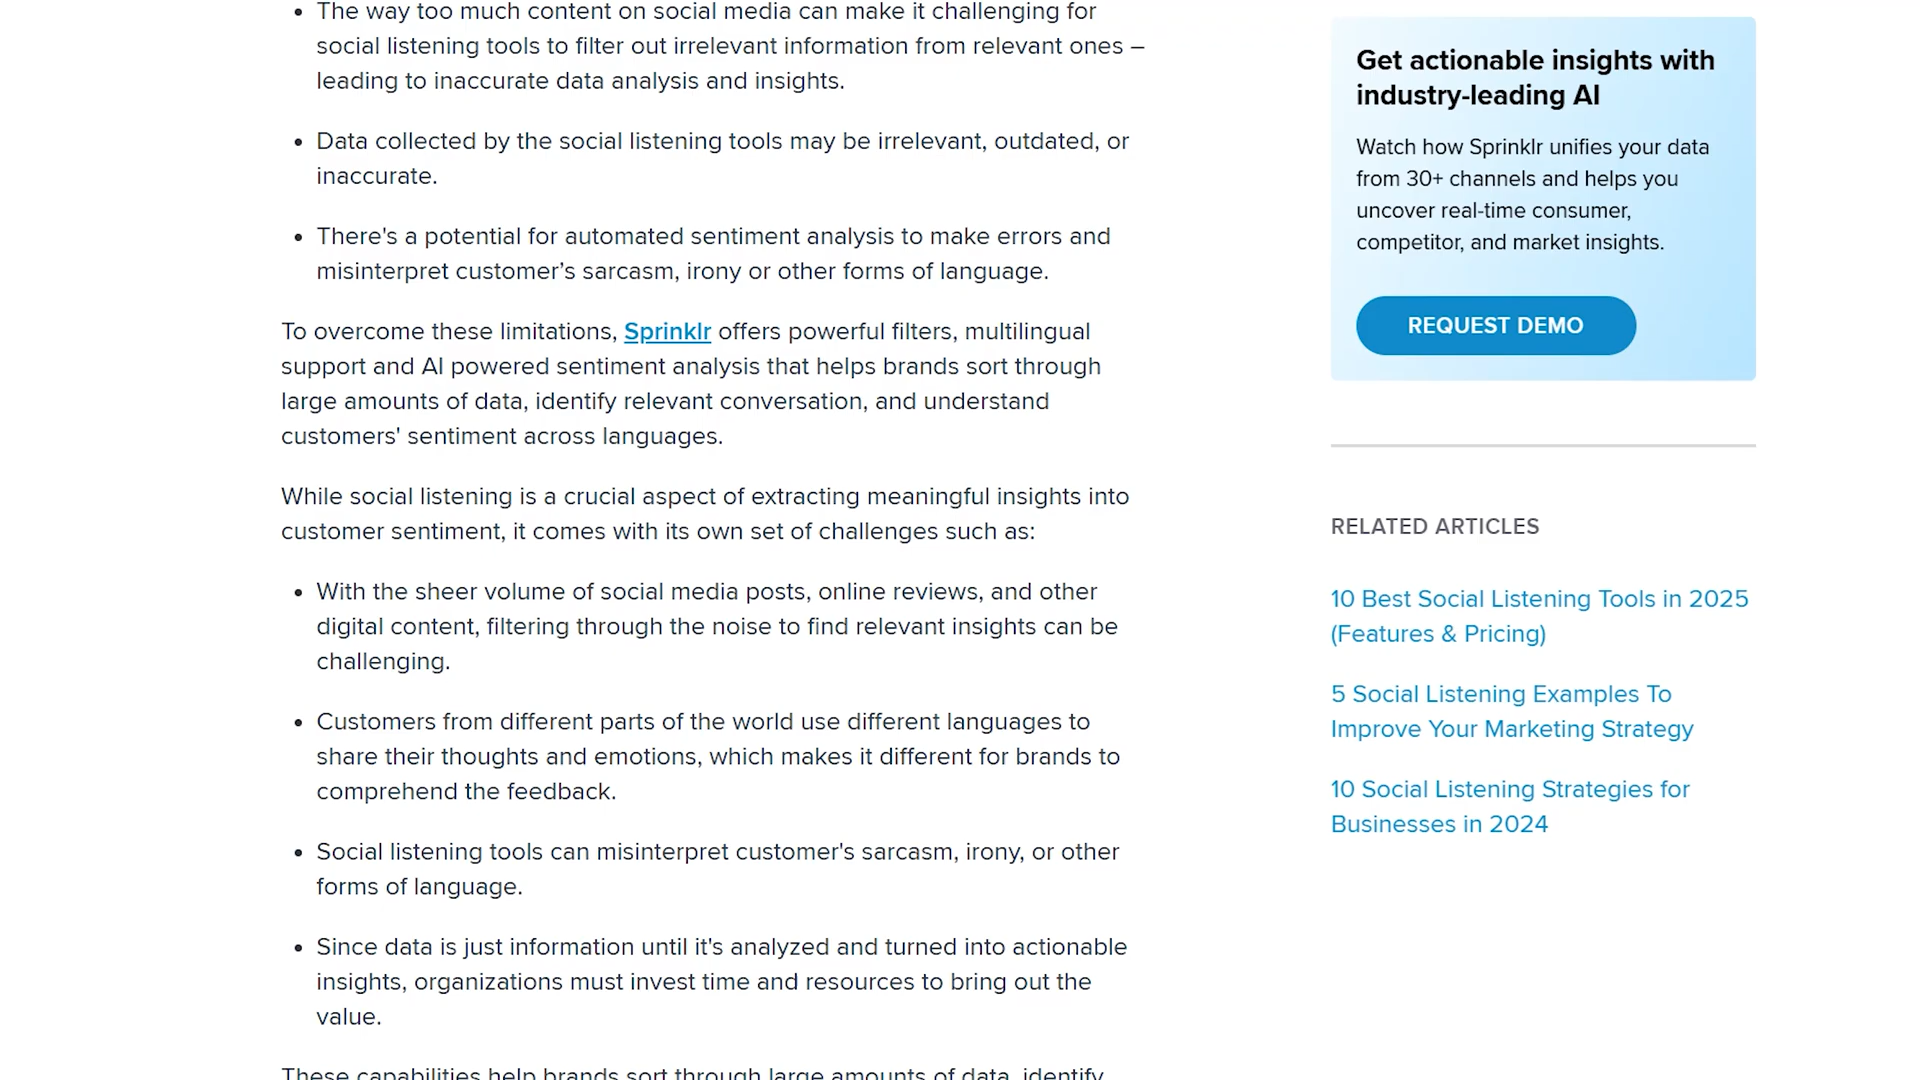 The way too much content on social media can make it challenging for
social listening tools to filter out irrelevant information from relevant ones –
leading to inaccurate data analysis and insights.
Data collected by the social listening tools may be irrelevant, outdated, or
inaccurate.
There's a potential for automated sentiment analysis to make errors and
misinterpret customer’s sarcasm, irony or other forms of language.
To overcome these limitations, Sprinklr offers powerful filters, multilingual
support and AI powered sentiment analysis that helps brands sort through
large amounts of data, identify relevant conversation, and understand
customers' sentiment across languages.
While social listening is a crucial aspect of extracting meaningful insights into
customer sentiment, it comes with its own set of challenges such as:
With the sheer volume of social media posts, online reviews, and other
digital content, filtering through the noise to find relevant insights can be
challenging.
Customers from different parts of the world use different languages to
share their thoughts and emotions, which makes it different for brands to
comprehend the feedback.
Social listening tools can misinterpret customer's sarcasm, irony, or other
forms of language.
Since data is just information until it's analyzed and turned into actionable
insights, organizations must invest time and resources to bring out the
value.
These capabilities help brands sort through large amounts of data, identify
Get actionable insights with
industry-leading AI
Watch how Sprinklr unifies your data
from 30+ channels and helps you
uncover real-time consumer,
competitor, and market insights.
REQUEST DEMO
RELATED ARTICLES
10 Best Social Listening Tools in 2025
(Features & Pricing)
5 Social Listening Examples To
Improve Your Marketing Strategy
10 Social Listening Strategies for
Businesses in 2024